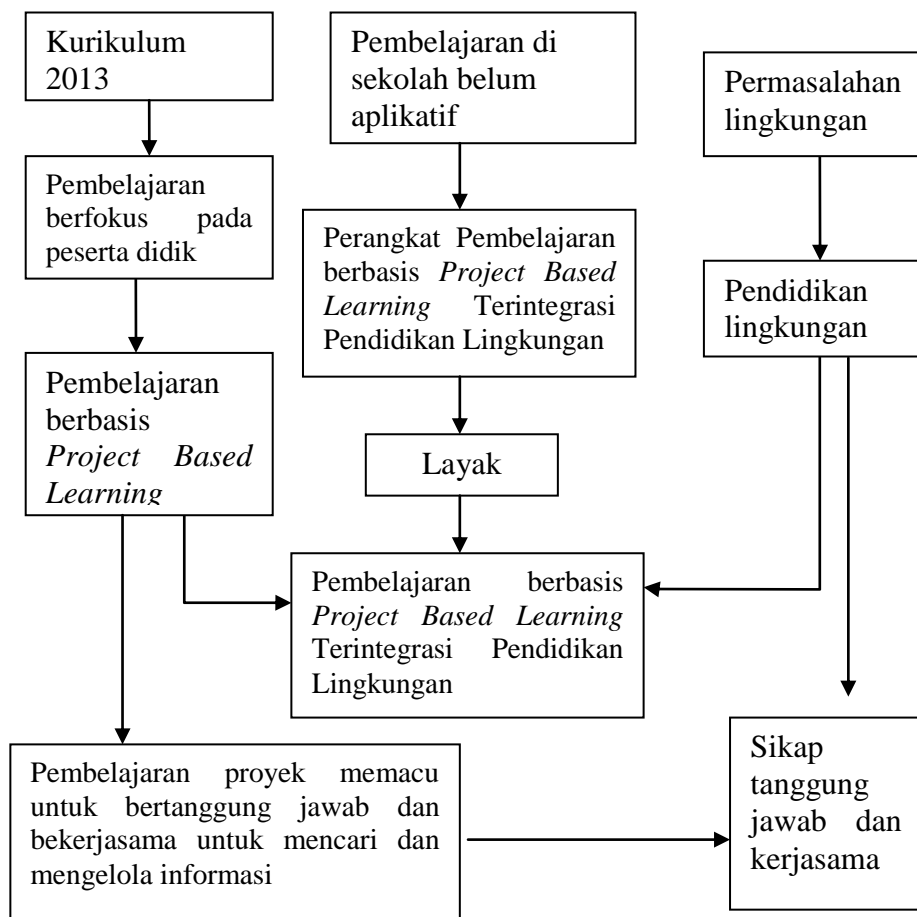 Kurikulum
2013
Pembelajaran di
sekolah belum
aplikatif
Permasalahan
lingkungan
Pembelajaran
berfokus pada
peserta didik
Perangkat Pembelajaran
berbasis Project Based
Learning Terintegrasi
Pendidikan Lingkungan
Pendidikan
lingkungan
Pembelajaran
berbasis
Project Based
Learning
Layak
Pembelajaran berbasis
Project Based Learning
Terintegrasi Pendidikan
Lingkungan
Pembelajaran proyek memacu
untuk bertanggung jawab dan
bekerjasama untuk mencari dan
mengelola informasi
Sikap
tanggung
jawab dan
kerjasama